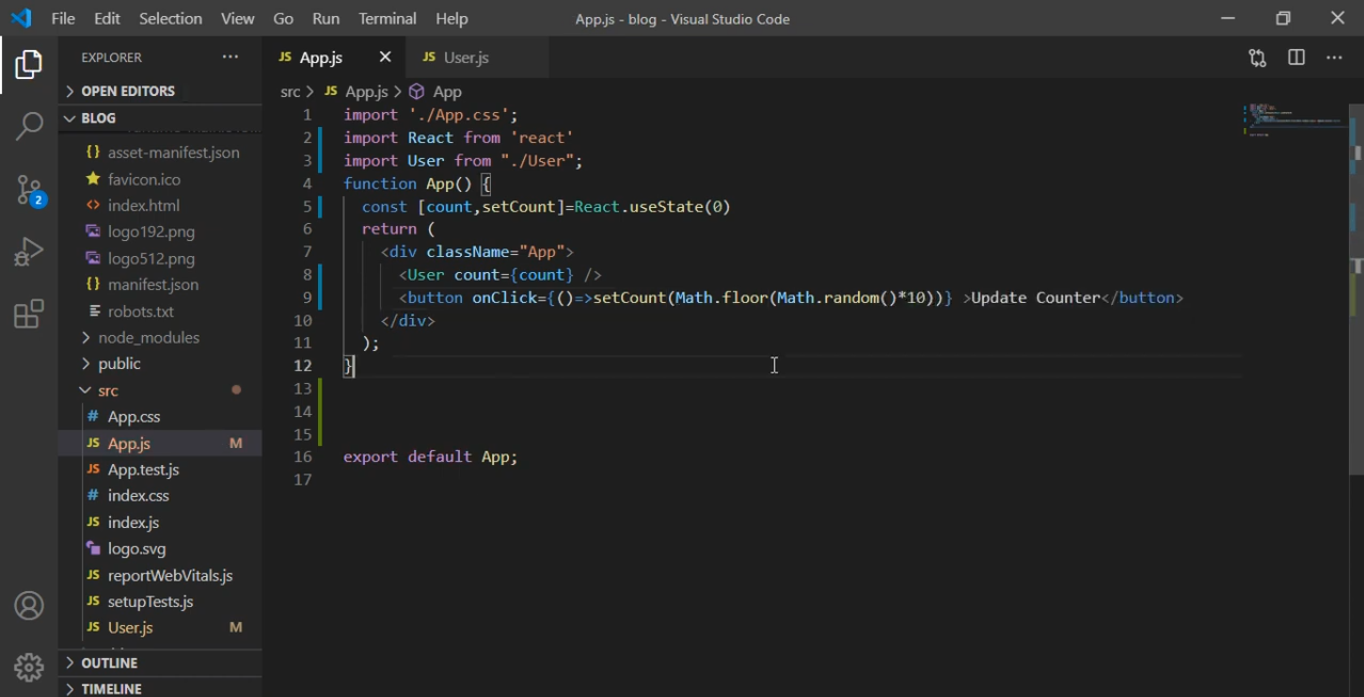 File Edit Selection View Go Run Terminal Help App.js - blog - Visual Studio Code
EXPLORER
JS App.js
JS User.js
OPEN EDITORS
src > JS App.js > App
BLOG
{} asset-manifest.json
favicon.ico
<> index.html
logo192.png
logo512.png
{} manifest.json
robots.txt
node_modules
public
src
# App.css
JS App.js M
JS App.test.js
# index.css
JS index.js
logo.svg
JS reportWebVitals.js
JS setupTests.js
JS User.js M
OUTLINE
TIMELINE
2
1 import './App.css';
2 import React from 'react'
3 import User from "./User";
4 function App() {
5 const [count,setCount]=React.useState(0)
6 return (
7 <div className="App">
8 <User count={count} />
9 <button onClick={()=>setCount(Math.floor(Math.random()*10))} >Update Counter</button>
10 </div>
11 );
12 }
13
14
15
16 export default App;
17